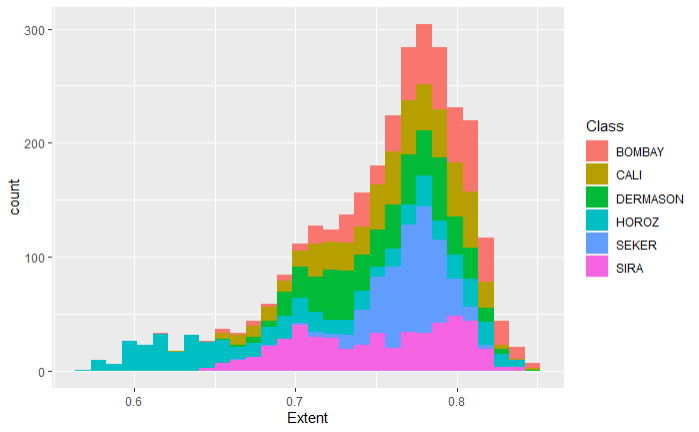 300
200
100
0
count
0.6
0.7
0.8
Extent
Class
BOMBAY
CALI
DERMASON
HOROZ
SEKER
SIRA